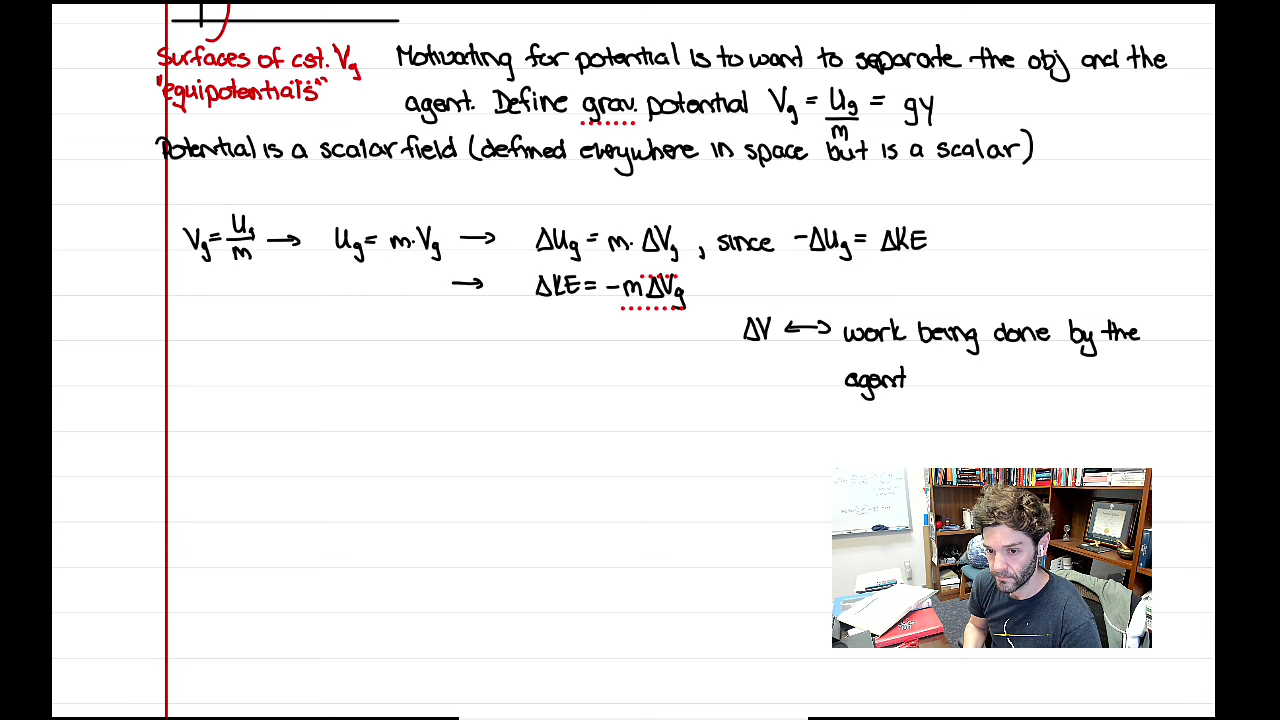 Surfaces of cst. Vg
"equipotentials"
Motivating for potential is to want to separate the obj and the
agent. Define grav. potential Vg = Ug/m = gy
Potential is a scalar field (defined everywhere in space but is a scalar)
Vg = Ug/m → Ug = m·Vg → ΔUg = m·ΔVg, since -ΔUg = ΔKE
→ ΔKE = -mΔVg
ΔV ↔ work being done by the
agent